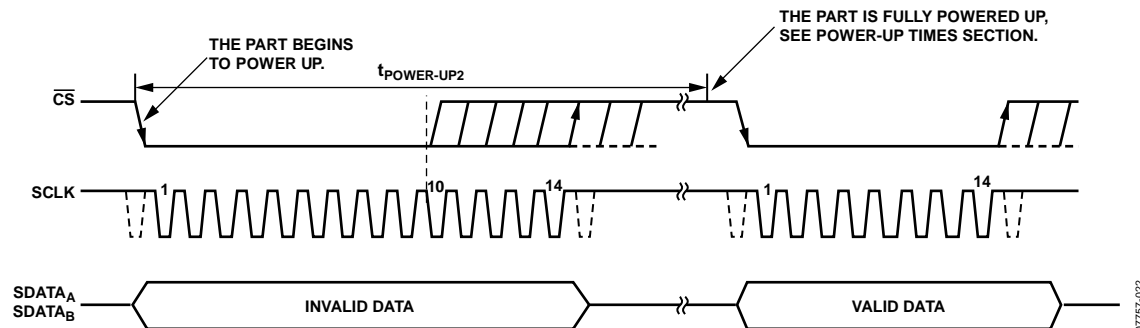 THE PART BEGINS
TO POWER UP.
THE PART IS FULLY POWERED UP,
SEE POWER-UP TIMES SECTION.
tPOWER-UP2
CS
SCLK
1
10
14
1
14
SDATAA
SDATAB
INVALID DATA
VALID DATA